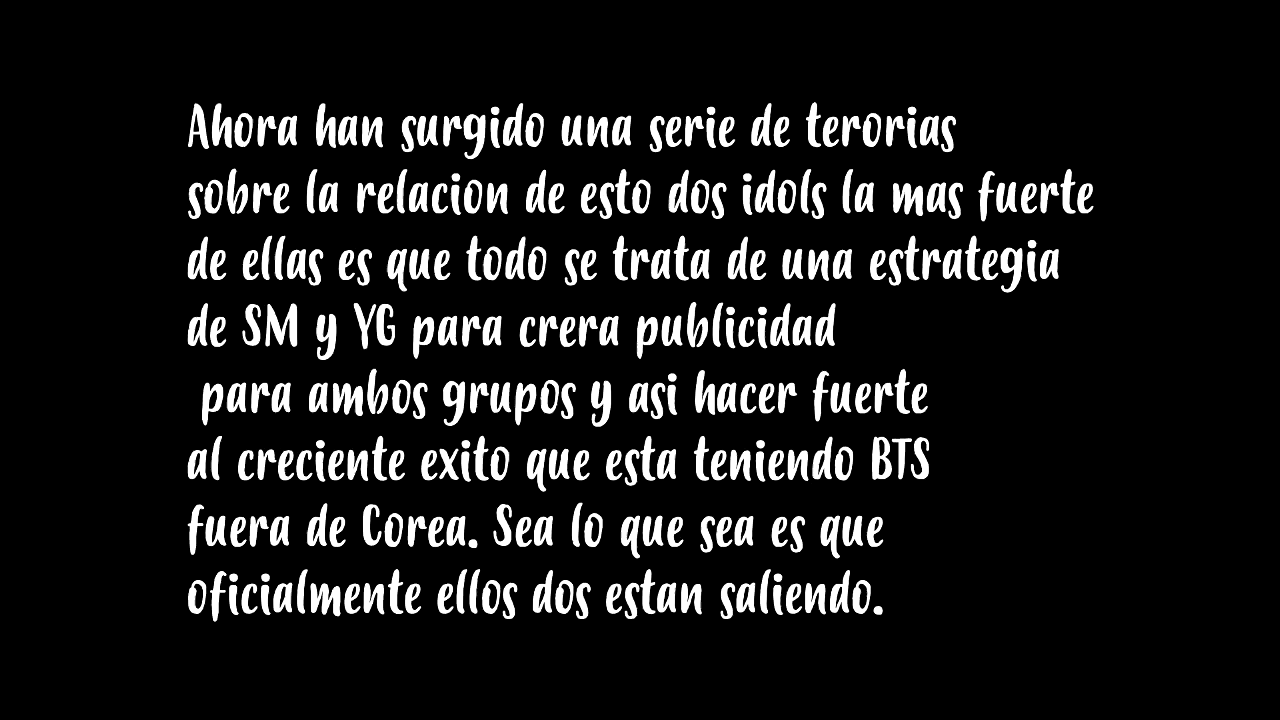 Ahora han surgido una serie de terorias
sobre la relacion de esto dos idols la mas fuerte
de ellas es que todo se trata de una estrategia
de SM y YG para crera publicidad
para ambos grupos y asi hacer fuerte
al creciente exito que esta teniendo BTS
fuera de Corea. Sea lo que sea es que
oficialmente ellos dos estan saliendo.